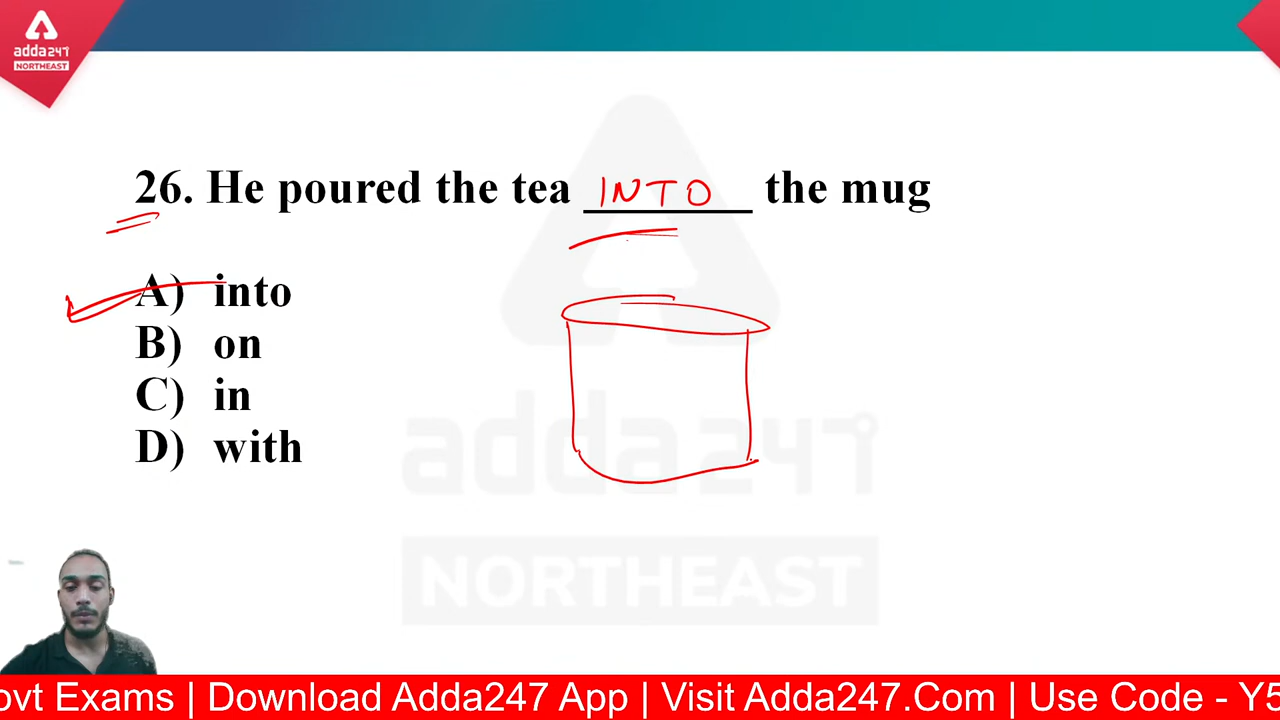 adda247
NORTHEAST
26. He poured the tea INTO the mug
A) into
B) on
C) in
D) with
adda247
NORTHEAST
ovt Exams | Download Adda247 App | Visit Adda247.Com | Use Code - Y5